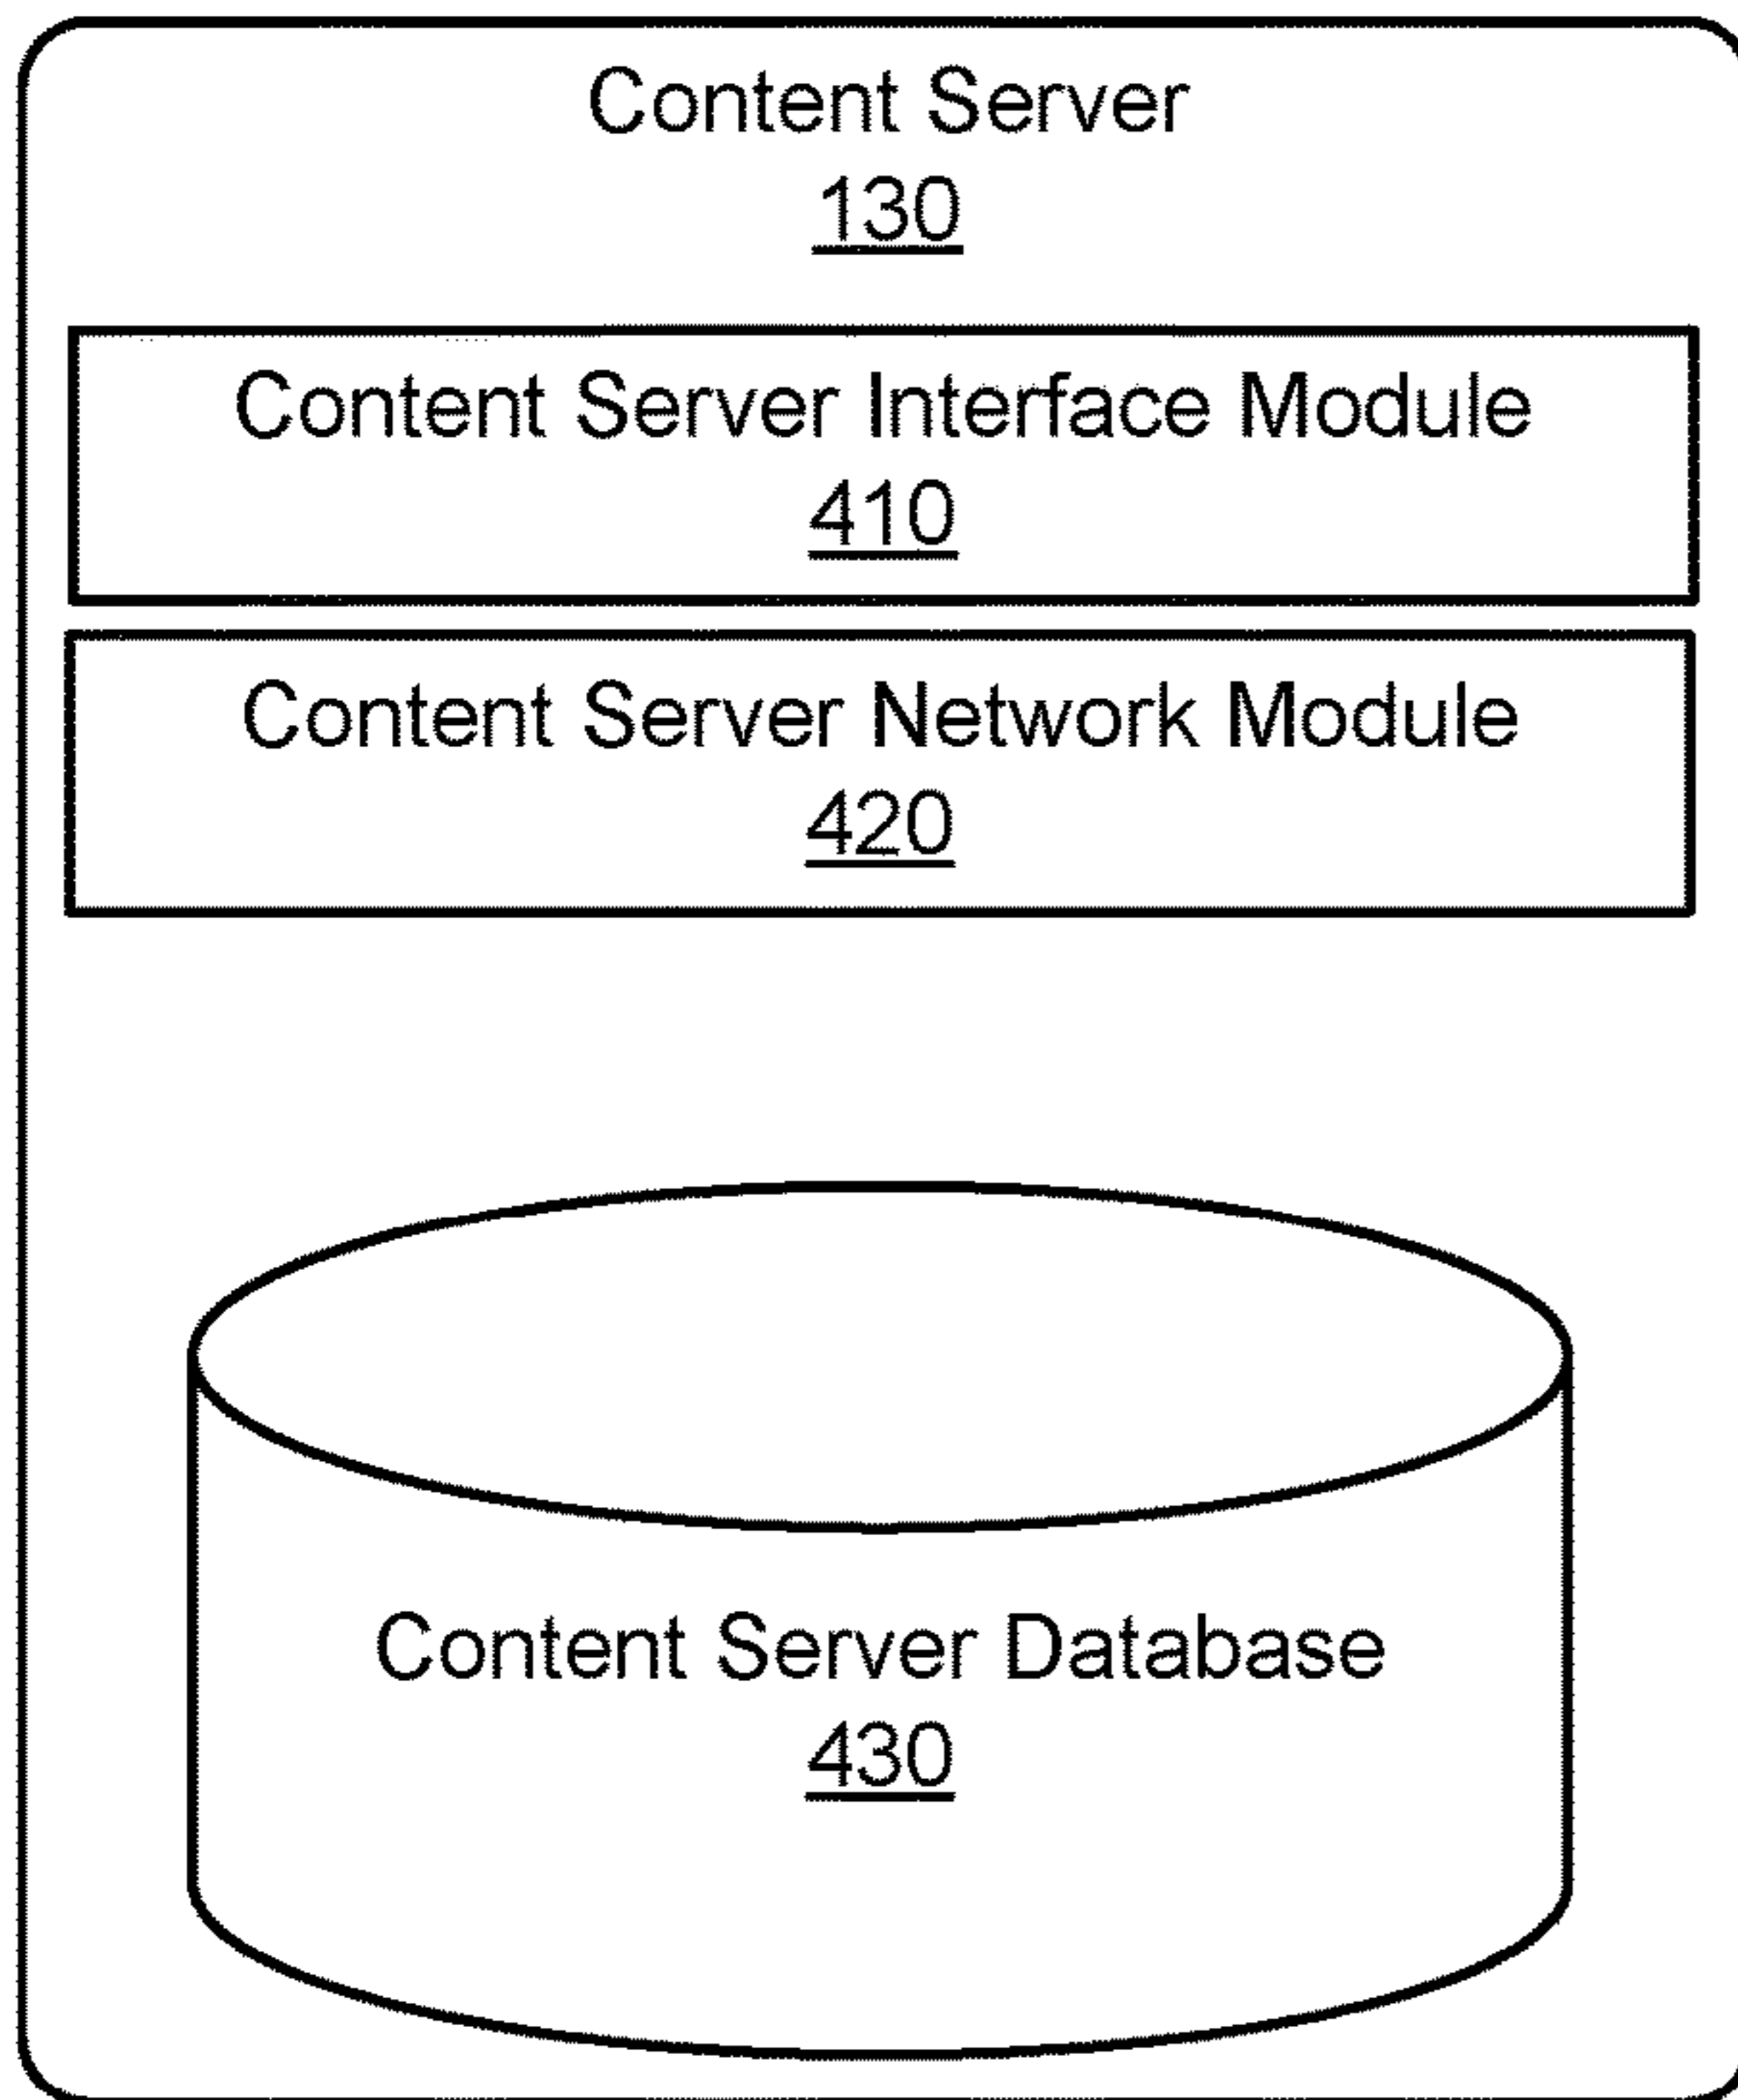 Content Server
130
Content Server Interface Module
410
Content Server Network Module
420
Content Server Database
430